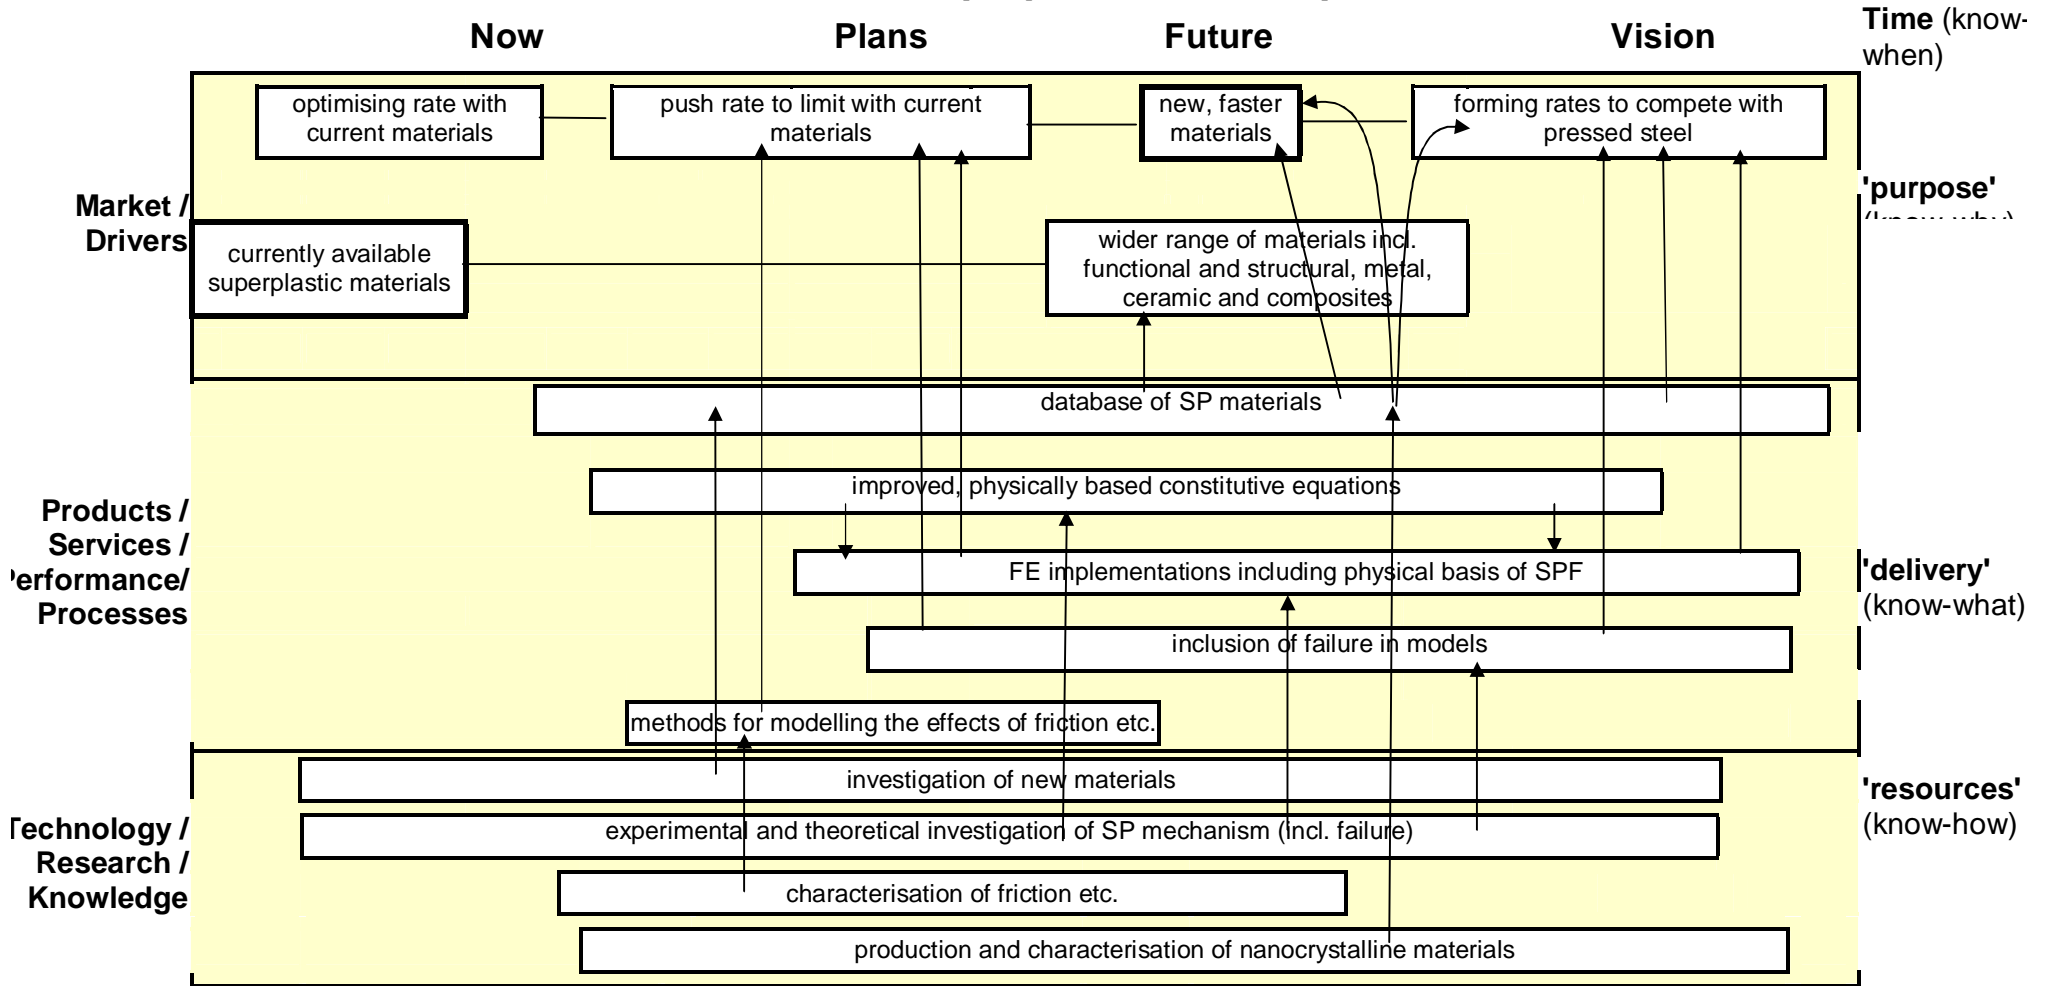 Now
Plans
Future
Vision
Time (know-
when)
optimising rate with
current materials
push rate to limit with current
materials
new, faster
materials
forming rates to compete with
pressed steel
Market /
Drivers
'purpose'
currently available
superplastic materials
wider range of materials incl.
functional and structural, metal,
ceramic and composites
database of SP materials
improved, physically based constitutive equations
Products /
Services /
Performance/
Processes
FE implementations including physical basis of SPF
'delivery'
(know-what)
inclusion of failure in models
methods for modelling the effects of friction etc.
investigation of new materials
'resources'
(know-how)
Technology /
Research /
Knowledge
experimental and theoretical investigation of SP mechanism (incl. failure)
characterisation of friction etc.
production and characterisation of nanocrystalline materials